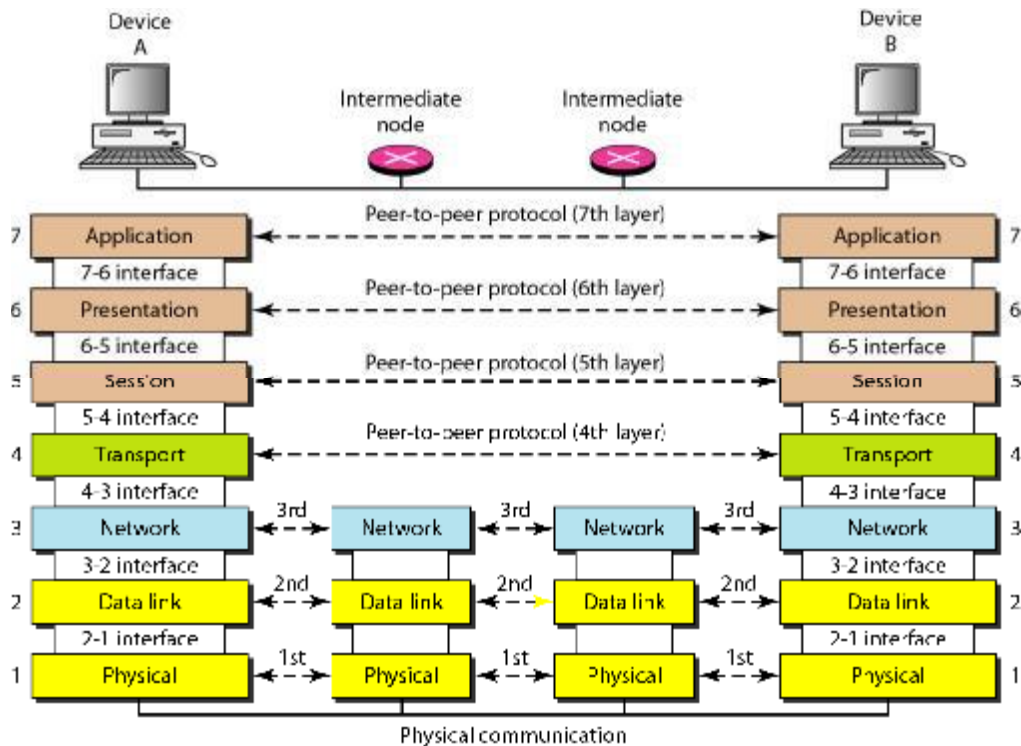 Device
A
Device
B
Intermediate
node
Intermediate
node
Peer-to-peer protocol (7th layer)
7 Application Application 7
7-6 interface 7-6 interface
Peer-to-peer protocol (6th layer)
6 Presentation Presentation 6
6-5 interface 6-5 interface
Peer-to-peer protocol (5th layer)
5 Session Session 5
5-4 interface 5-4 interface
Peer-to-peer protocol (4th layer)
4 Transport Transport 4
4-3 interface 4-3 interface
3 Network 3rd Network 3rd Network 3rd Network 3
3-2 interface 3-2 interface
2 Data link 2nd Data link 2nd Data link 2nd Data link 2
2-1 interface 2-1 interface
1 Physical 1st Physical 1st Physical 1st Physical 1
Physical communication